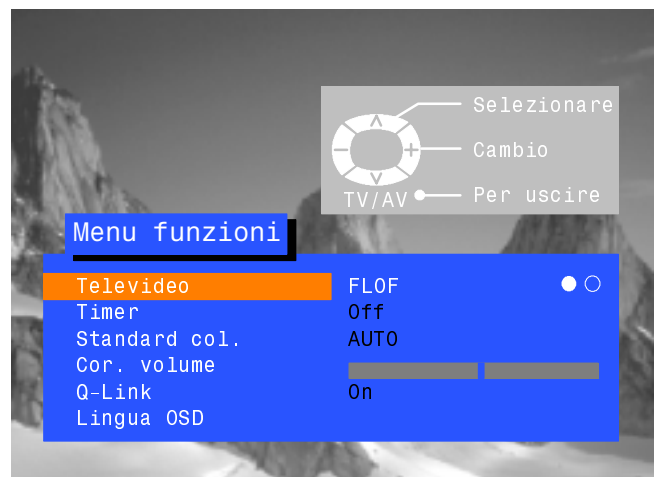 Selezionare
Cambio
TV/AV Per uscire
Menu funzioni
Televideo FLOF
Timer Off
Standard col. AUTO
Cor. volume
Q-Link On
Lingua OSD